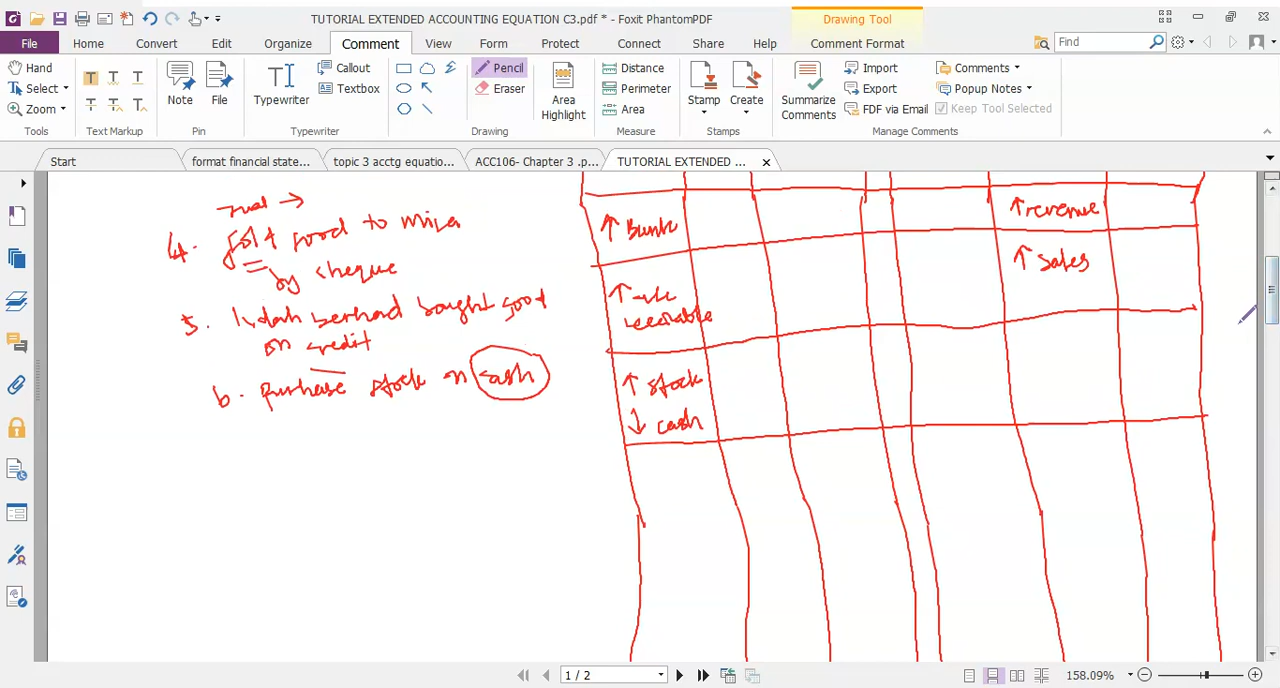 TUTORIAL EXTENDED ACCOUNTING EQUATION C3.pdf * - Foxit PhantomPDF
Drawing Tool
File Home Convert Edit Organize Comment View Form Protect Connect Share Help Comment Format Find
Hand
Select
Zoom
Tools
Text Markup
Note
File
Pin
Typewriter
Callout
Textbox
Typewriter
Pencil
Eraser
Drawing
Area Highlight
Distance
Perimeter
Area
Measure
Stamp
Create
Stamps
Summarize Comments
Import
Export
FDF via Email
Comments
Popup Notes
Keep Tool Selected
Manage Comments
Start
format financial state...
topic 3 acctg equatio...
ACC106- Chapter 3 .p...
TUTORIAL EXTENDED ...
4. sold good to
by cheque
5. Indah berhad bought good
on credit
6. purchase stock on cash
↑ Bank
↑ revenue
↑ receivable
↑ sales
↑ stock
↓ cash
1 / 2
158.09%